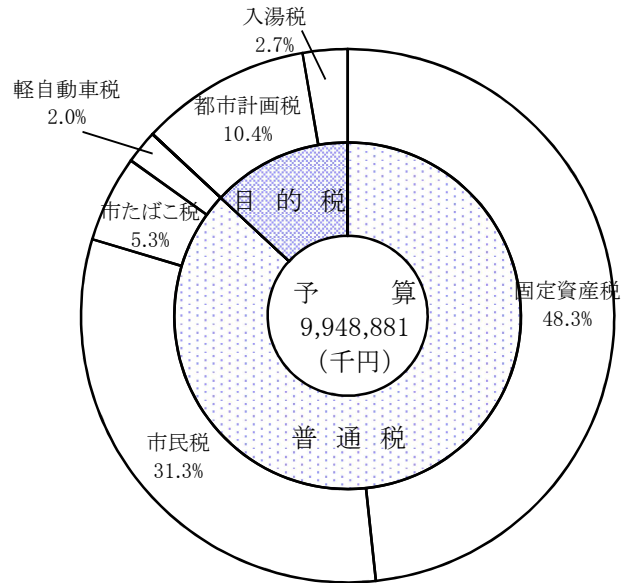 入湯税
2.7%
軽自動車税
2.0%
都市計画税
10.4%
市たばこ税
5.3%
目的税
予算
9,948,881
(千円)
固定資産税
48.3%
市民税
31.3%
普通税